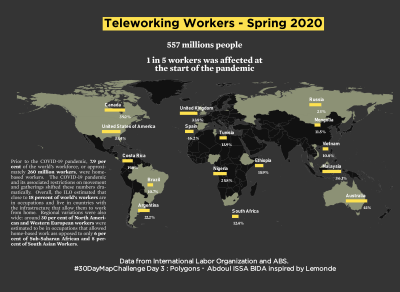 Teleworking Workers - Spring 2020
557 millions people
1 in 5 workers was affected at
the start of the pandemic
Canada
United States of America
Costa Rica
Brazil
Argentina
United Kingdom
Spain
Tunisia
Nigeria
Ethiopia
South Africa
Russia
Mongolia
Vietnam
Malaysia
Australia
Prior to the COVID-19 pandemic, 7.9 per
cent of the world's workforce, or approx-
imately 260 million workers, were home-
based workers. The COVID-19 pandemic
and its associated restrictions on movement
and gatherings shifted these numbers dra-
matically. Overall, the ILO estimated that
close to 18 percent of world's workers are
in occupations and live in countries with
the infrastructure that allow them to work
from home. Regional variations were also
wide: around 30 per cent of North Ameri-
can and Western European workers were
estimated to be in occupations that allowed
home-based work are opposed to only 6 per
cent of Sub-Saharan African and 8 per
cent of South Asian Workers.
Data from International Labor Organization and ABS.
#30DayMapChallenge Day 3 : Polygons - Abdoul ISSA BIDA inspired by Lemonde